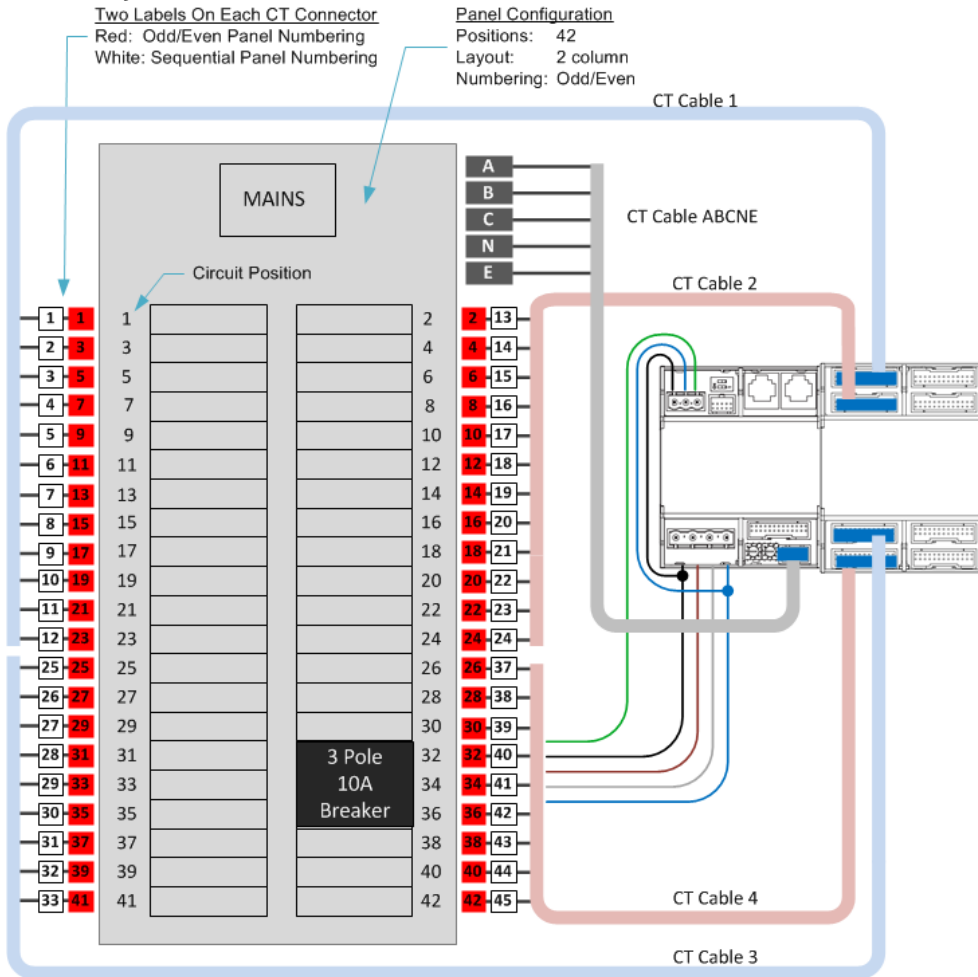 Two Labels On Each CT Connector
Red: Odd/Even Panel Numbering
White: Sequential Panel Numbering
Panel Configuration
Positions: 42
Layout: 2 column
Numbering: Odd/Even
CT Cable 1
MAINS
A
B
C
N
E
CT Cable ABCNE
Circuit Position
CT Cable 2
1 1 1 2 2 13
2 3 3 4 4 14
3 5 5 6 6 15
4 7 7 8 8 16
5 9 9 10 10 17
6 11 11 12 12 18
7 13 13 14 14 19
8 15 15 16 16 20
9 17 17 18 18 21
10 19 19 20 20 22
11 21 21 22 22 23
12 23 23 24 24 24
25 25 25 26 26 37
26 27 27 28 28 38
27 29 29 30 30 39
28 31 31 32 32 40
29 33 33 34 34 41
30 35 35 36 36 42
31 37 37 38 38 43
32 39 39 40 40 44
33 41 41 42 42 45
3 Pole
10A
Breaker
CT Cable 4
CT Cable 3